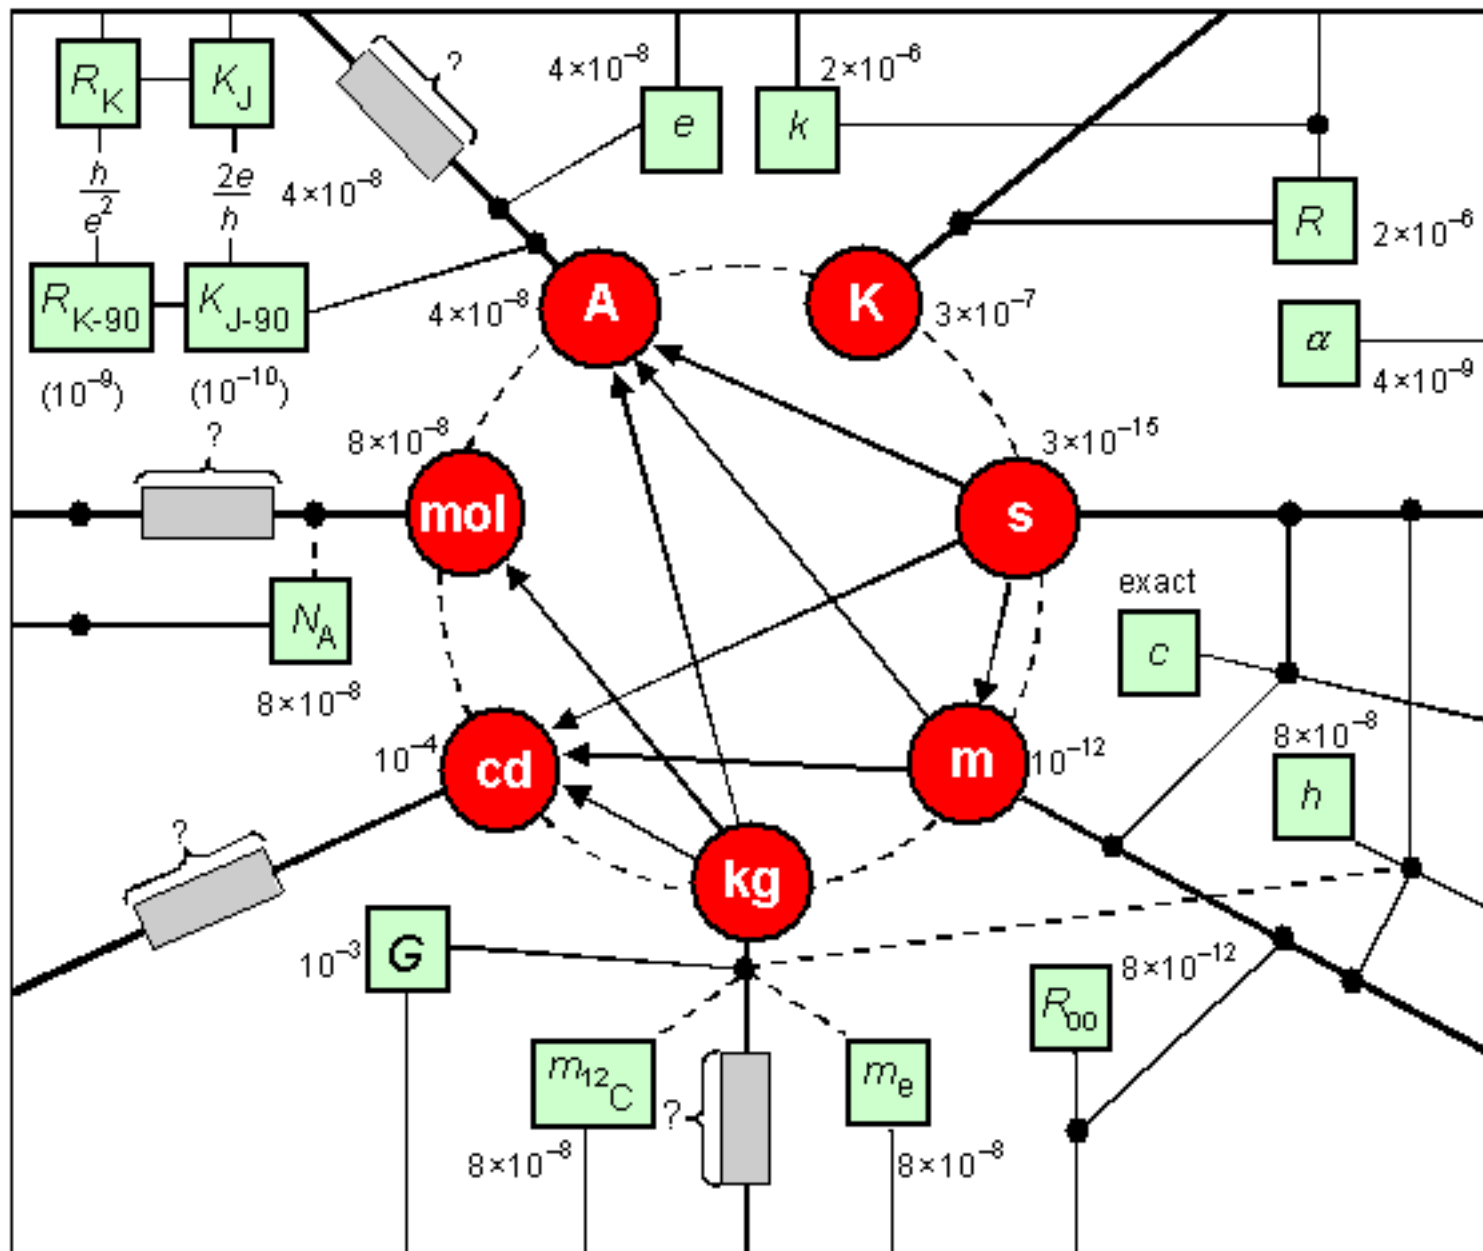 R_K
K_J
?
4×10⁻⁸
e
k
2×10⁻⁶
h/e²
2e/h
4×10⁻⁸
R
2×10⁻⁶
R_K-90
K_J-90
4×10⁻⁸
A
K
3×10⁻⁷
α
4×10⁻⁹
(10⁻⁹)
(10⁻¹⁰)
?
8×10⁻⁸
3×10⁻¹⁵
mol
s
exact
N_A
c
8×10⁻⁸
10⁻⁴
cd
m
10⁻¹²
8×10⁻⁸
h
?
kg
10⁻³
G
8×10⁻¹²
R_∞
m_¹²C
?
m_e
8×10⁻⁸
8×10⁻⁸